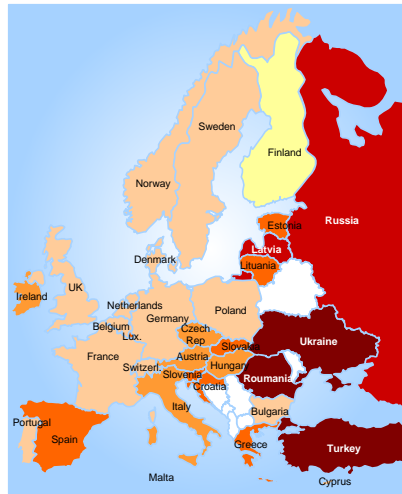 Sweden
Finland
Norway
Russia
Estonia
Latvia
Denmark
Lituania
Ireland
UK
Netherlands
Germany
Poland
Belgium
Lux.
Czech
Rep
Ukraine
Slovakia
France
Austria
Switzerl.
Hungar
Slovenia
Roumania
Croatia
Italy
Bulgaria
Portugal
Spain
Greece
Turkey
Malta
Cyprus